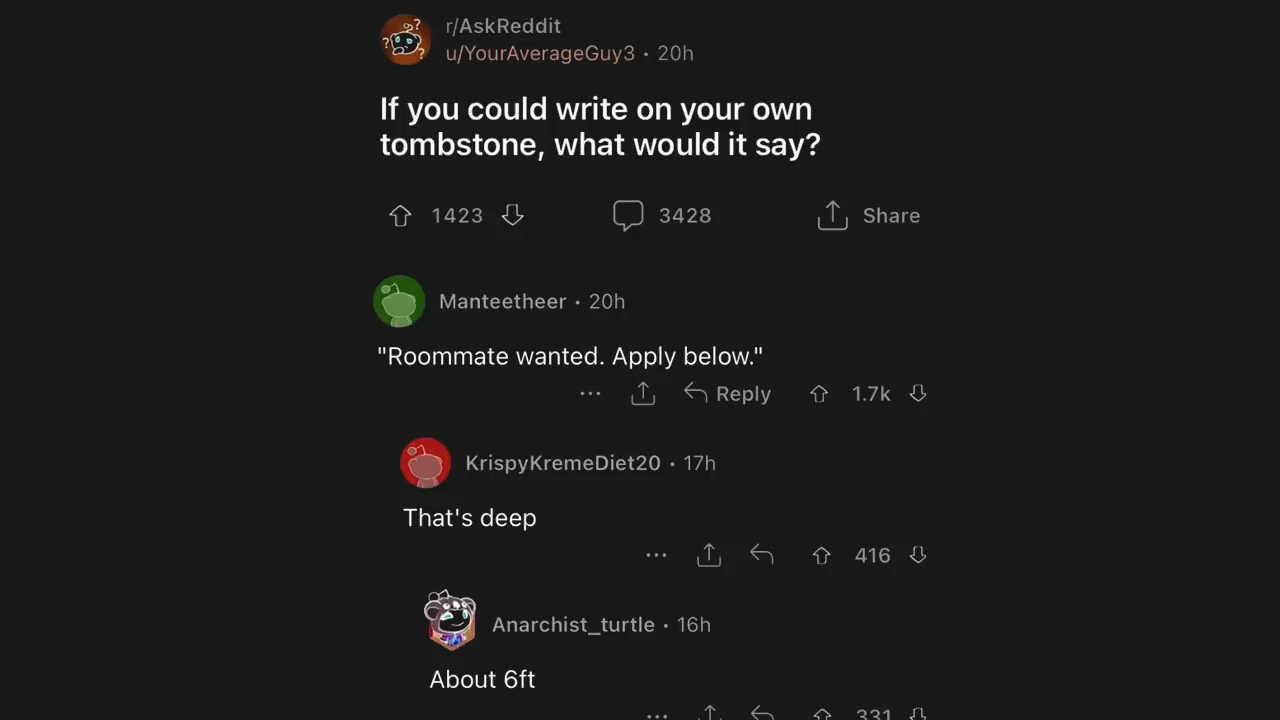 r/AskReddit
u/YourAverageGuy3 • 20h
If you could write on your own
tombstone, what would it say?
1423 3428 Share
Manteetheer • 20h
"Roommate wanted. Apply below."
Reply 1.7k
KrispyKremeDiet20 • 17h
That's deep
416
Anarchist_turtle • 16h
About 6ft
331